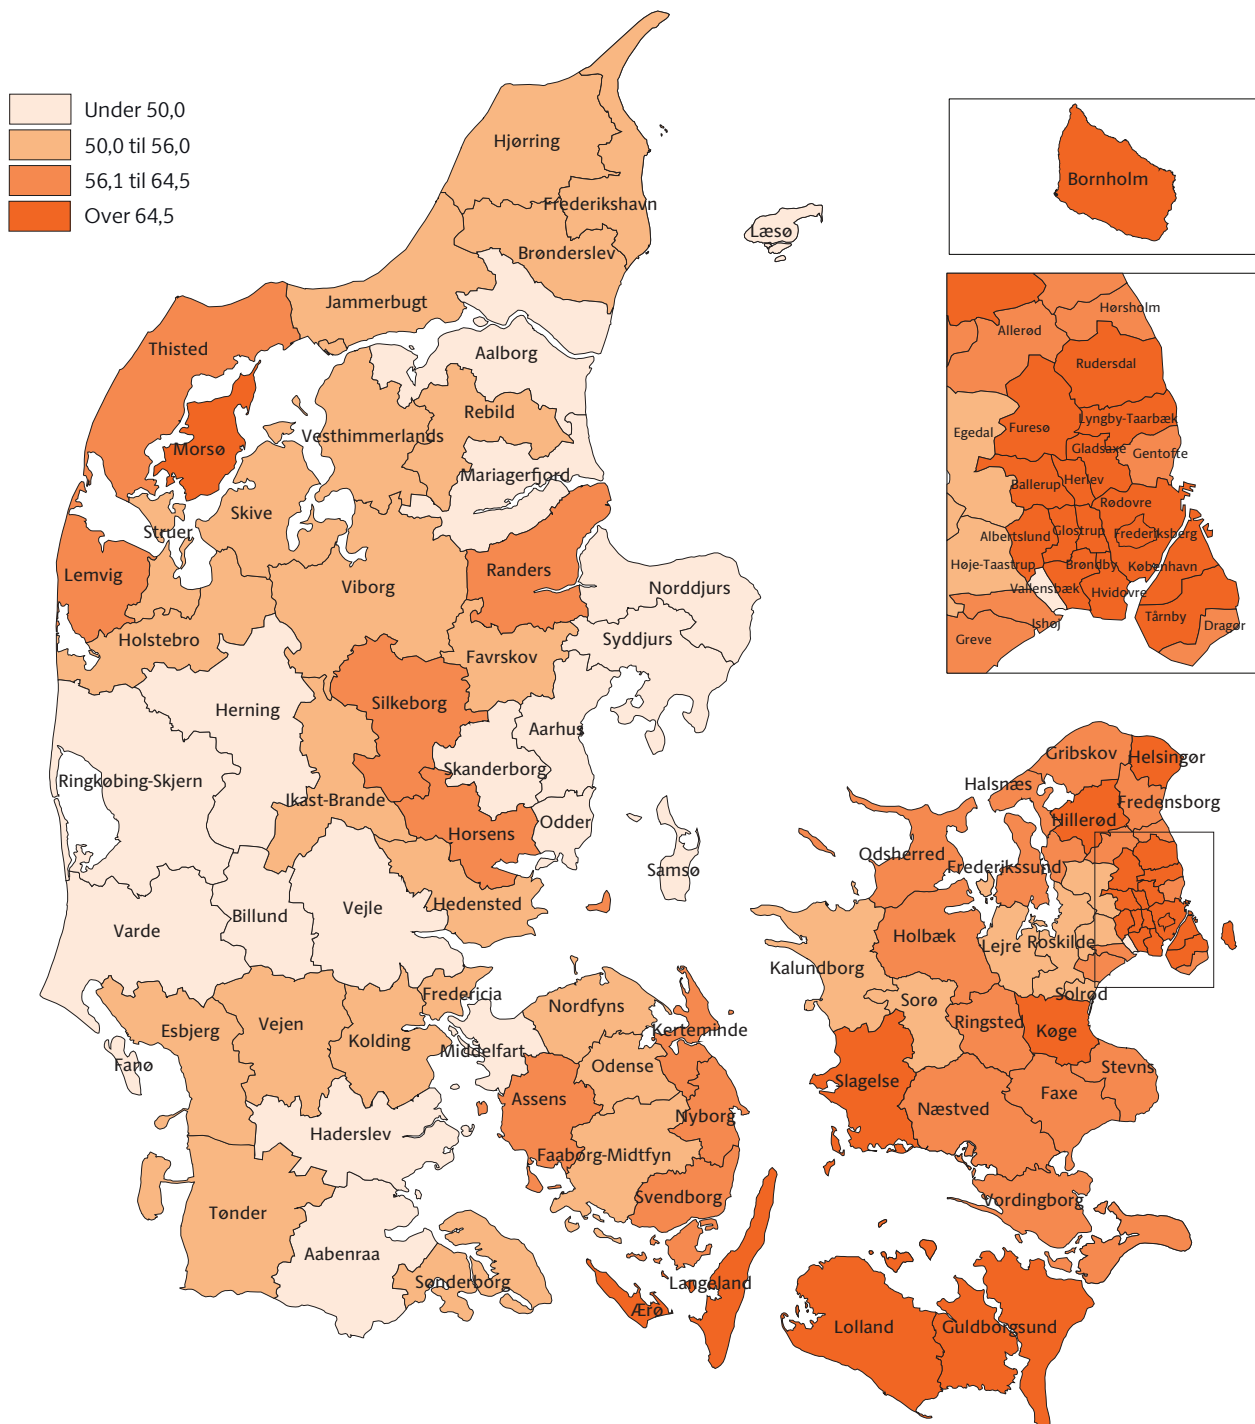 Under 50,0
50,0 til 56,0
56,1 til 64,5
Over 64,5
Hjørring
Frederikshavn
Brønderslev
Læsø
Jammerbugt
Thisted
Aalborg
Rebild
Vesthimmerlands
Morsø
Mariagerfjord
Skive
Struer
Lemvig
Randers
Viborg
Norddjurs
Holstebro
Syddjurs
Favrskov
Silkeborg
Herning
Aarhus
Skanderborg
Ringkøbing-Skjern
Ikast-Brande
Horsens
Odder
Samsø
Hedensted
Billund
Vejle
Varde
Fredericia
Nordfyns
Esbjerg
Vejen
Kolding
Kerteminde
Middelfart
Fanø
Odense
Assens
Nyborg
Haderslev
Faaborg-Midtfyn
Svendborg
Tønder
Aabenraa
Sønderborg
Langeland
Ærø
Bornholm
Hørsholm
Allerød
Rudersdal
Lyngby-Taarbæk
Furesø
Egedal
Gladsaxe
Gentofte
Ballerup
Herlev
Rødovre
Albertslund
Glostrup
Frederiksberg
Høje-Taastrup
Brøndby
København
Vallensbæk
Hvidovre
Tårnby
Ishøj
Dragør
Greve
Gribskov
Helsingør
Halsnæs
Fredensborg
Hillerød
Odsherred
Frederikssund
Holbæk
Lejre
Roskilde
Kalundborg
Solrød
Sorø
Ringsted
Køge
Stevns
Slagelse
Faxe
Næstved
Vordingborg
Lolland
Guldborgsund